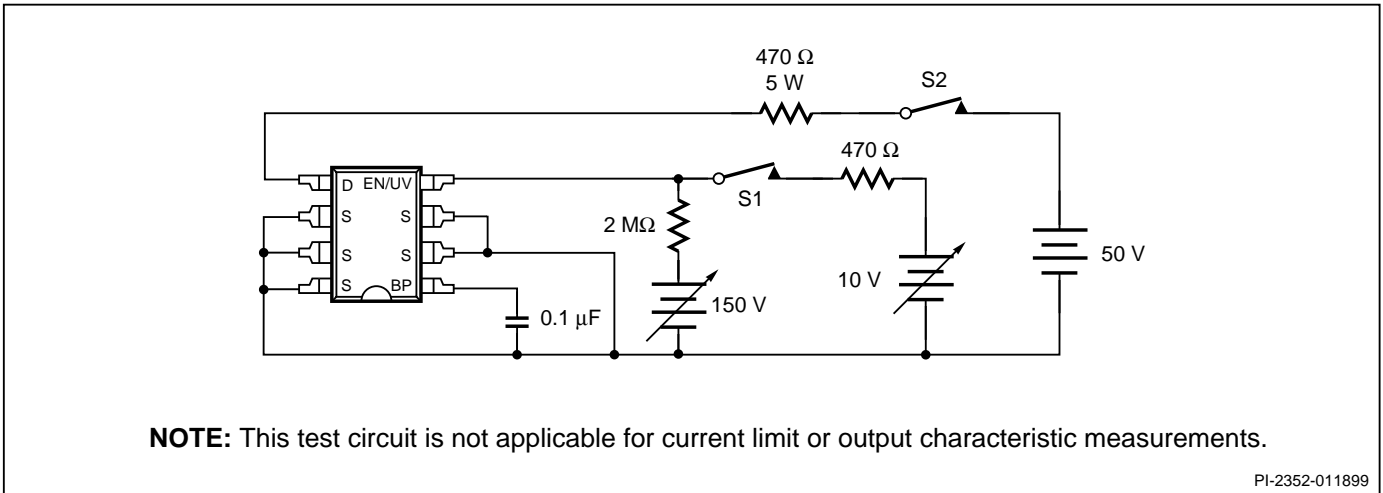 470 Ω
5 W
S2
470 Ω
D EN/UV
S1
S S
2 MΩ
S S
50 V
10 V
S BP
150 V
0.1 μF
NOTE: This test circuit is not applicable for current limit or output characteristic measurements.
PI-2352-011899